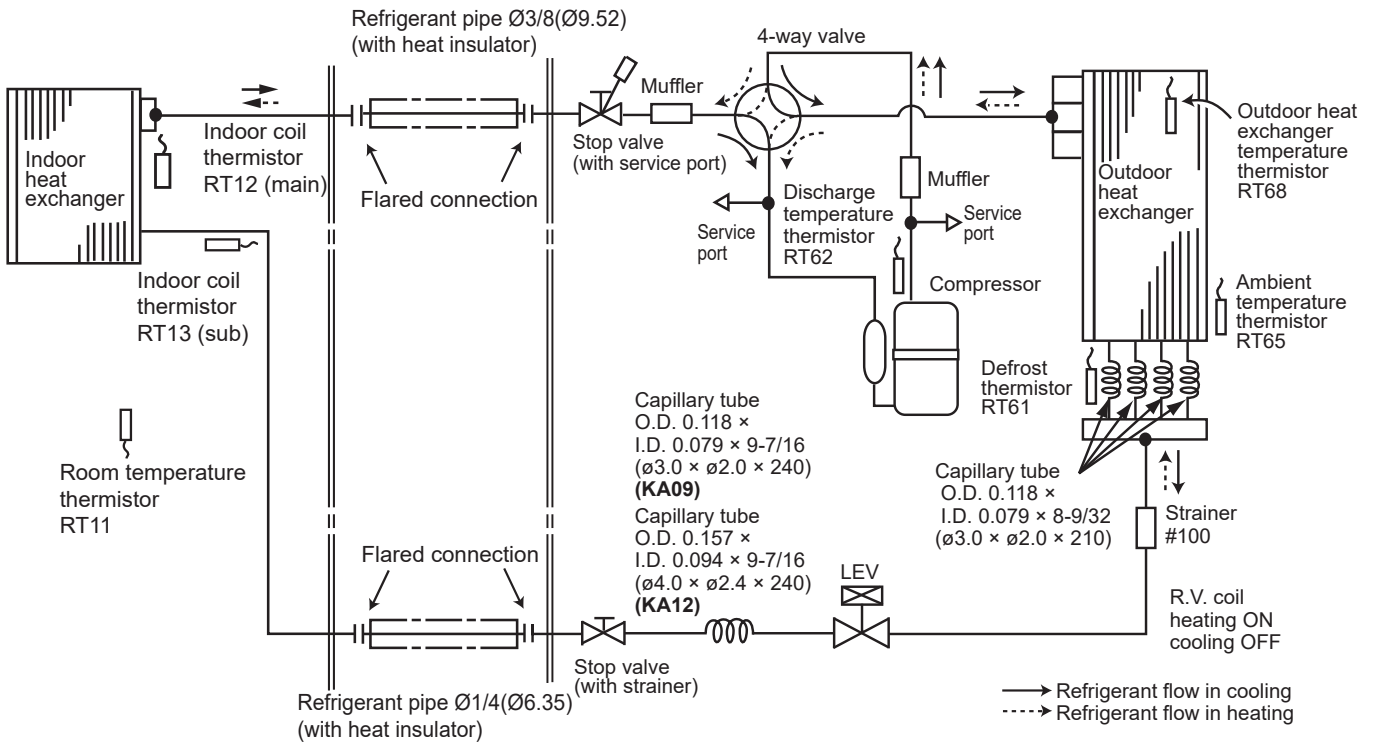 Refrigerant pipe Ø3/8(Ø9.52)
(with heat insulator)
4-way valve
Muffler
Stop valve
(with service port)
Indoor
heat
exchanger
Indoor coil
thermistor
RT12 (main)
Flared connection
Outdoor heat
exchanger
temperature
thermistor
RT68
Outdoor
heat
exchanger
Muffler
Discharge
temperature
thermistor
RT62
Service
port
Service
port
Indoor coil
thermistor
RT13 (sub)
Compressor
Ambient
temperature
thermistor
RT65
Defrost
thermistor
RT61
Capillary tube
O.D. 0.118 ×
I.D. 0.079 × 9-7/16
(ø3.0 × ø2.0 × 240)
(KA09)
Capillary tube
O.D. 0.157 ×
I.D. 0.094 × 9-7/16
(ø4.0 × ø2.4 × 240)
(KA12)
Room temperature
thermistor
RT11
Capillary tube
O.D. 0.118 ×
I.D. 0.079 × 8-9/32
(ø3.0 × ø2.0 × 210)
Strainer
#100
Flared connection
LEV
R.V. coil
heating ON
cooling OFF
Stop valve
(with strainer)
Refrigerant pipe Ø1/4(Ø6.35)
(with heat insulator)
Refrigerant flow in cooling
Refrigerant flow in heating